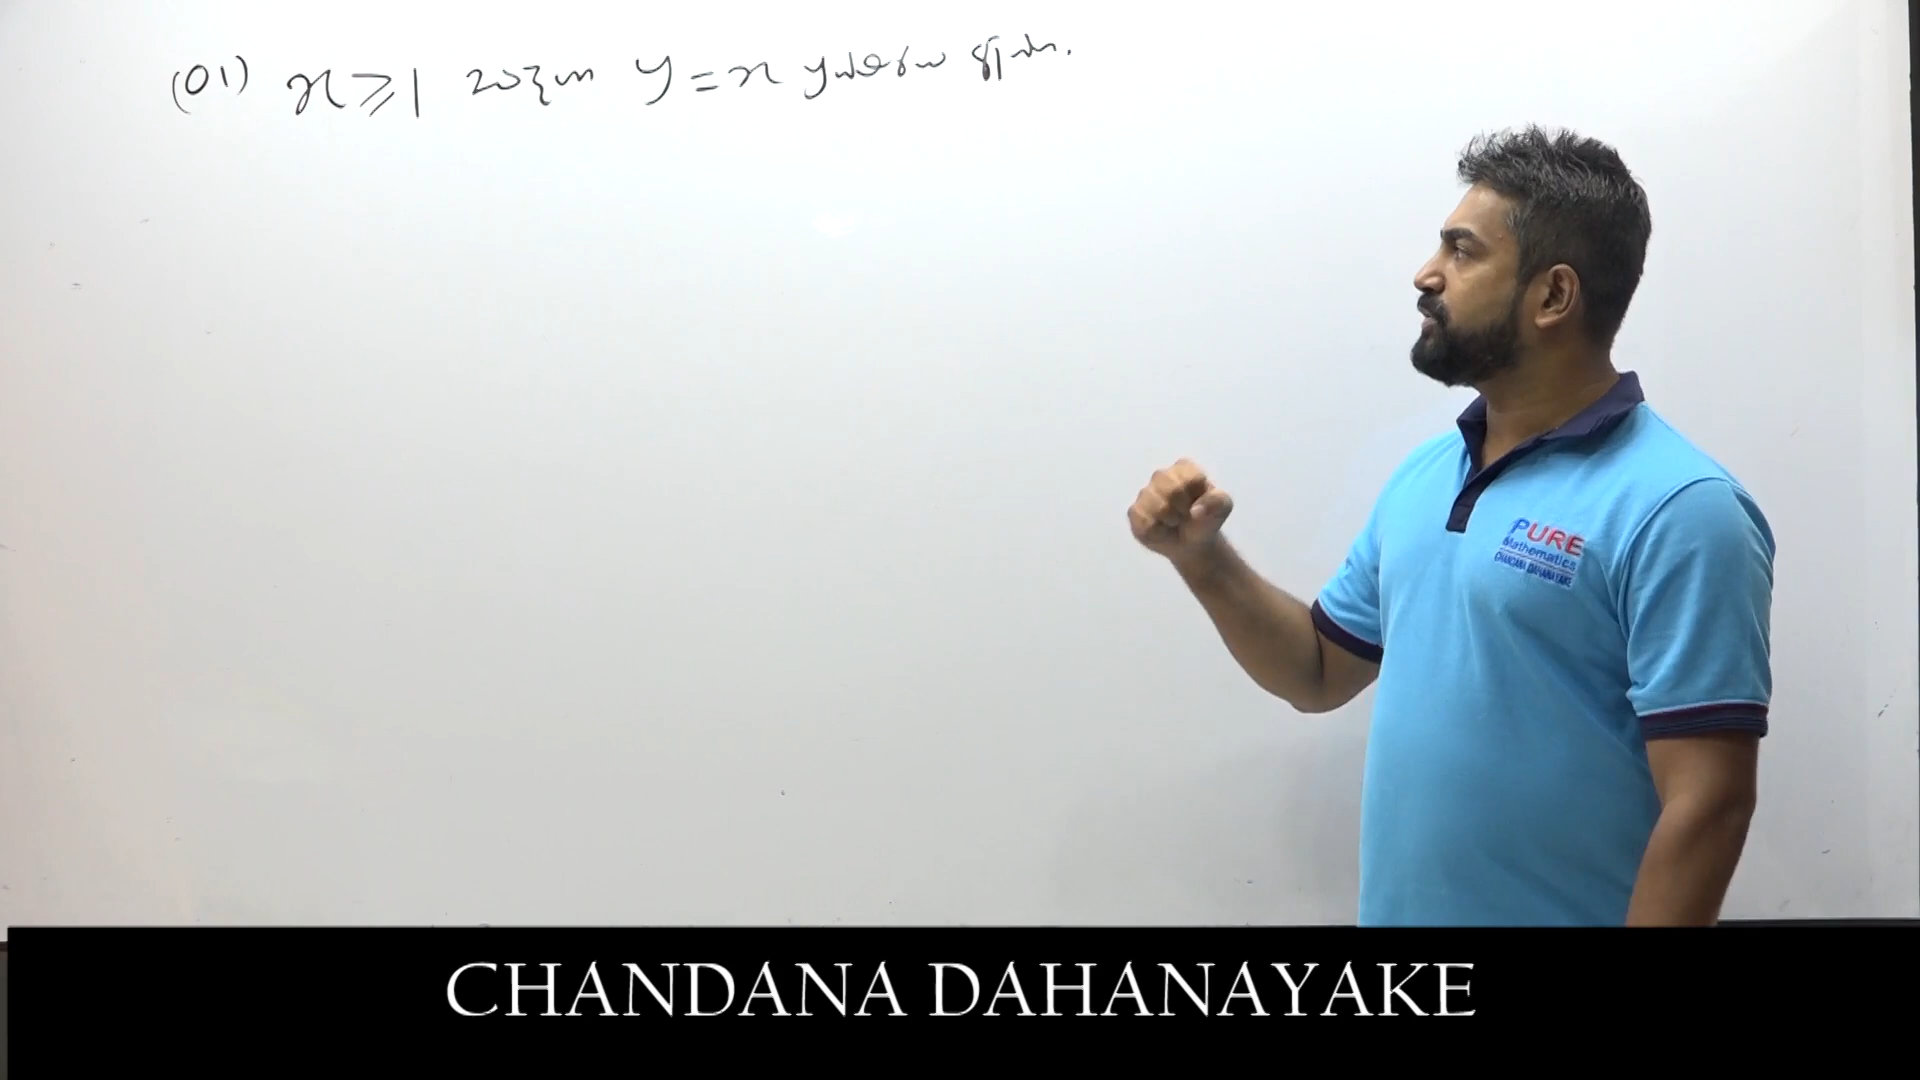 (01) x ≥ 1 සඳහා y = x ප්‍රස්ථාරය අඳින්න.
PURE
Mathematics
CHANDANA DAHANAYAKE
CHANDANA DAHANAYAKE